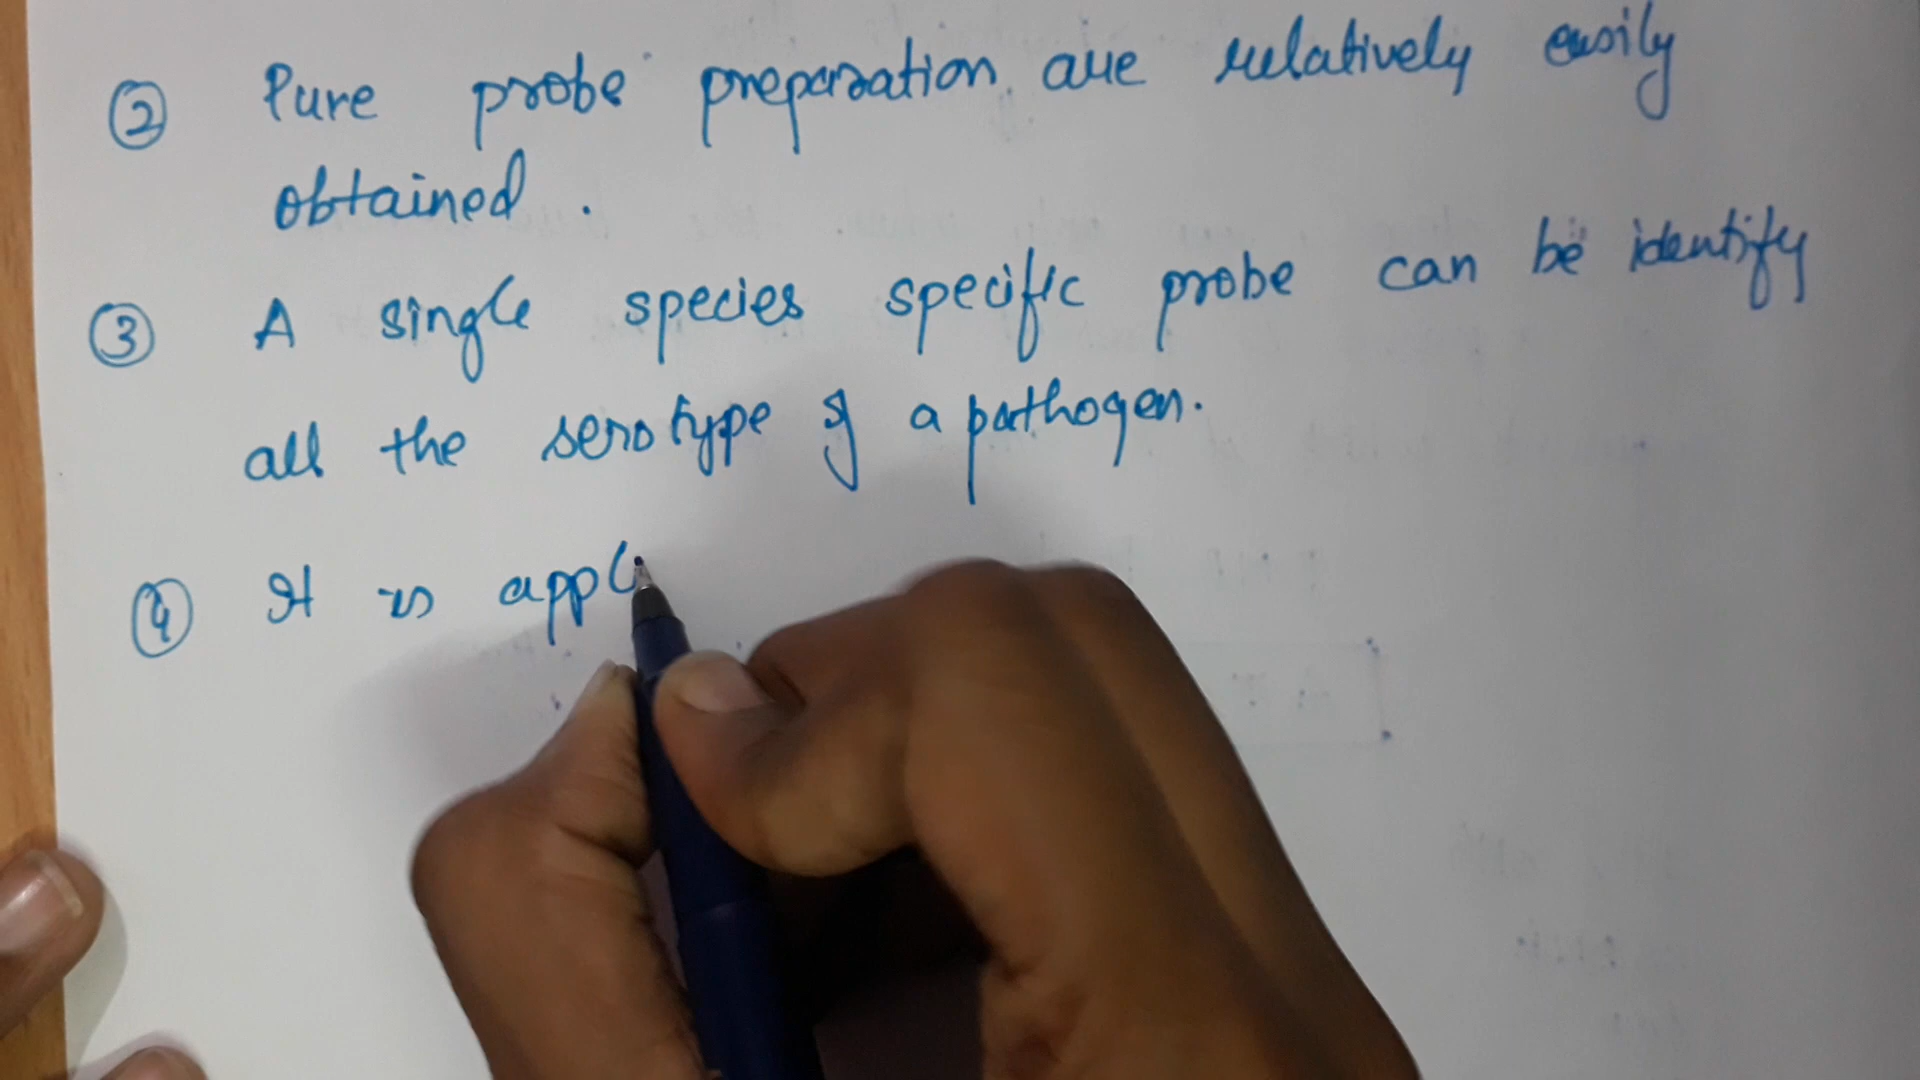 ② Pure probe preparation are relatively easily
obtained .
③ A single species specific probe can be identify
all the serotype of a pathogen.
④ It is appl